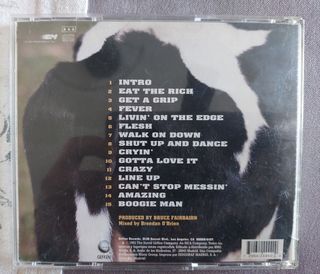 1 INTRO
2 EAT THE RICH
3 GET A GRIP
4 FEVER
5 LIVIN' ON THE EDGE
6 FLESH
7 WALK ON DOWN
8 SHUT UP AND DANCE
9 CRYIN'
10 GOTTA LOVE IT
11 CRAZY
12 LINE UP
13 CAN'T STOP MESSIN'
14 AMAZING
15 BOOGIE MAN
PRODUCED BY BRUCE FAIRBAIRN
Mixed by Brendan O'Brien
GEFFEN